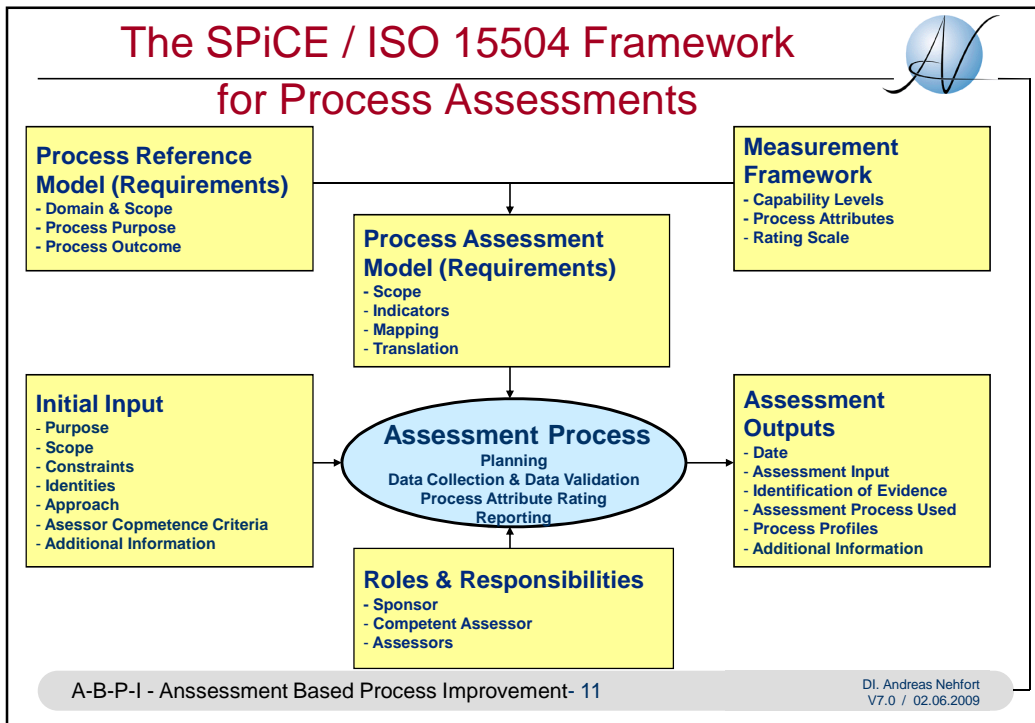 The SPiCE / ISO 15504 Framework
for Process Assessments
Process Reference
Model (Requirements)
- Domain & Scope
- Process Purpose
- Process Outcome
Measurement
Framework
- Capability Levels
- Process Attributes
- Rating Scale
Process Assessment
Model (Requirements)
- Scope
- Indicators
- Mapping
- Translation
Initial Input
- Purpose
- Scope
- Constraints
- Identities
- Approach
- Asessor Copmetence Criteria
- Additional Information
Assessment Process
Planning
Data Collection & Data Validation
Process Attribute Rating
Reporting
Assessment
Outputs
- Date
- Assessment Input
- Identification of Evidence
- Assessment Process Used
- Process Profiles
- Additional Information
Roles & Responsibilities
- Sponsor
- Competent Assessor
- Assessors
A-B-P-I - Anssessment Based Process Improvement- 11
DI. Andreas Nehfort
V7.0 / 02.06.2009